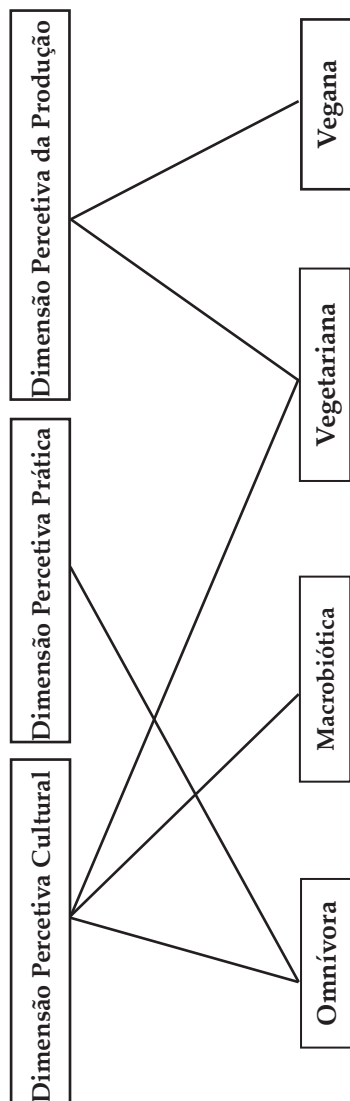 Dimensão Percetiva Cultural
Dimensão Percetiva Prática
Dimensão Percetiva da Produção
Omnívora
Macrobiótica
Vegetariana
Vegana